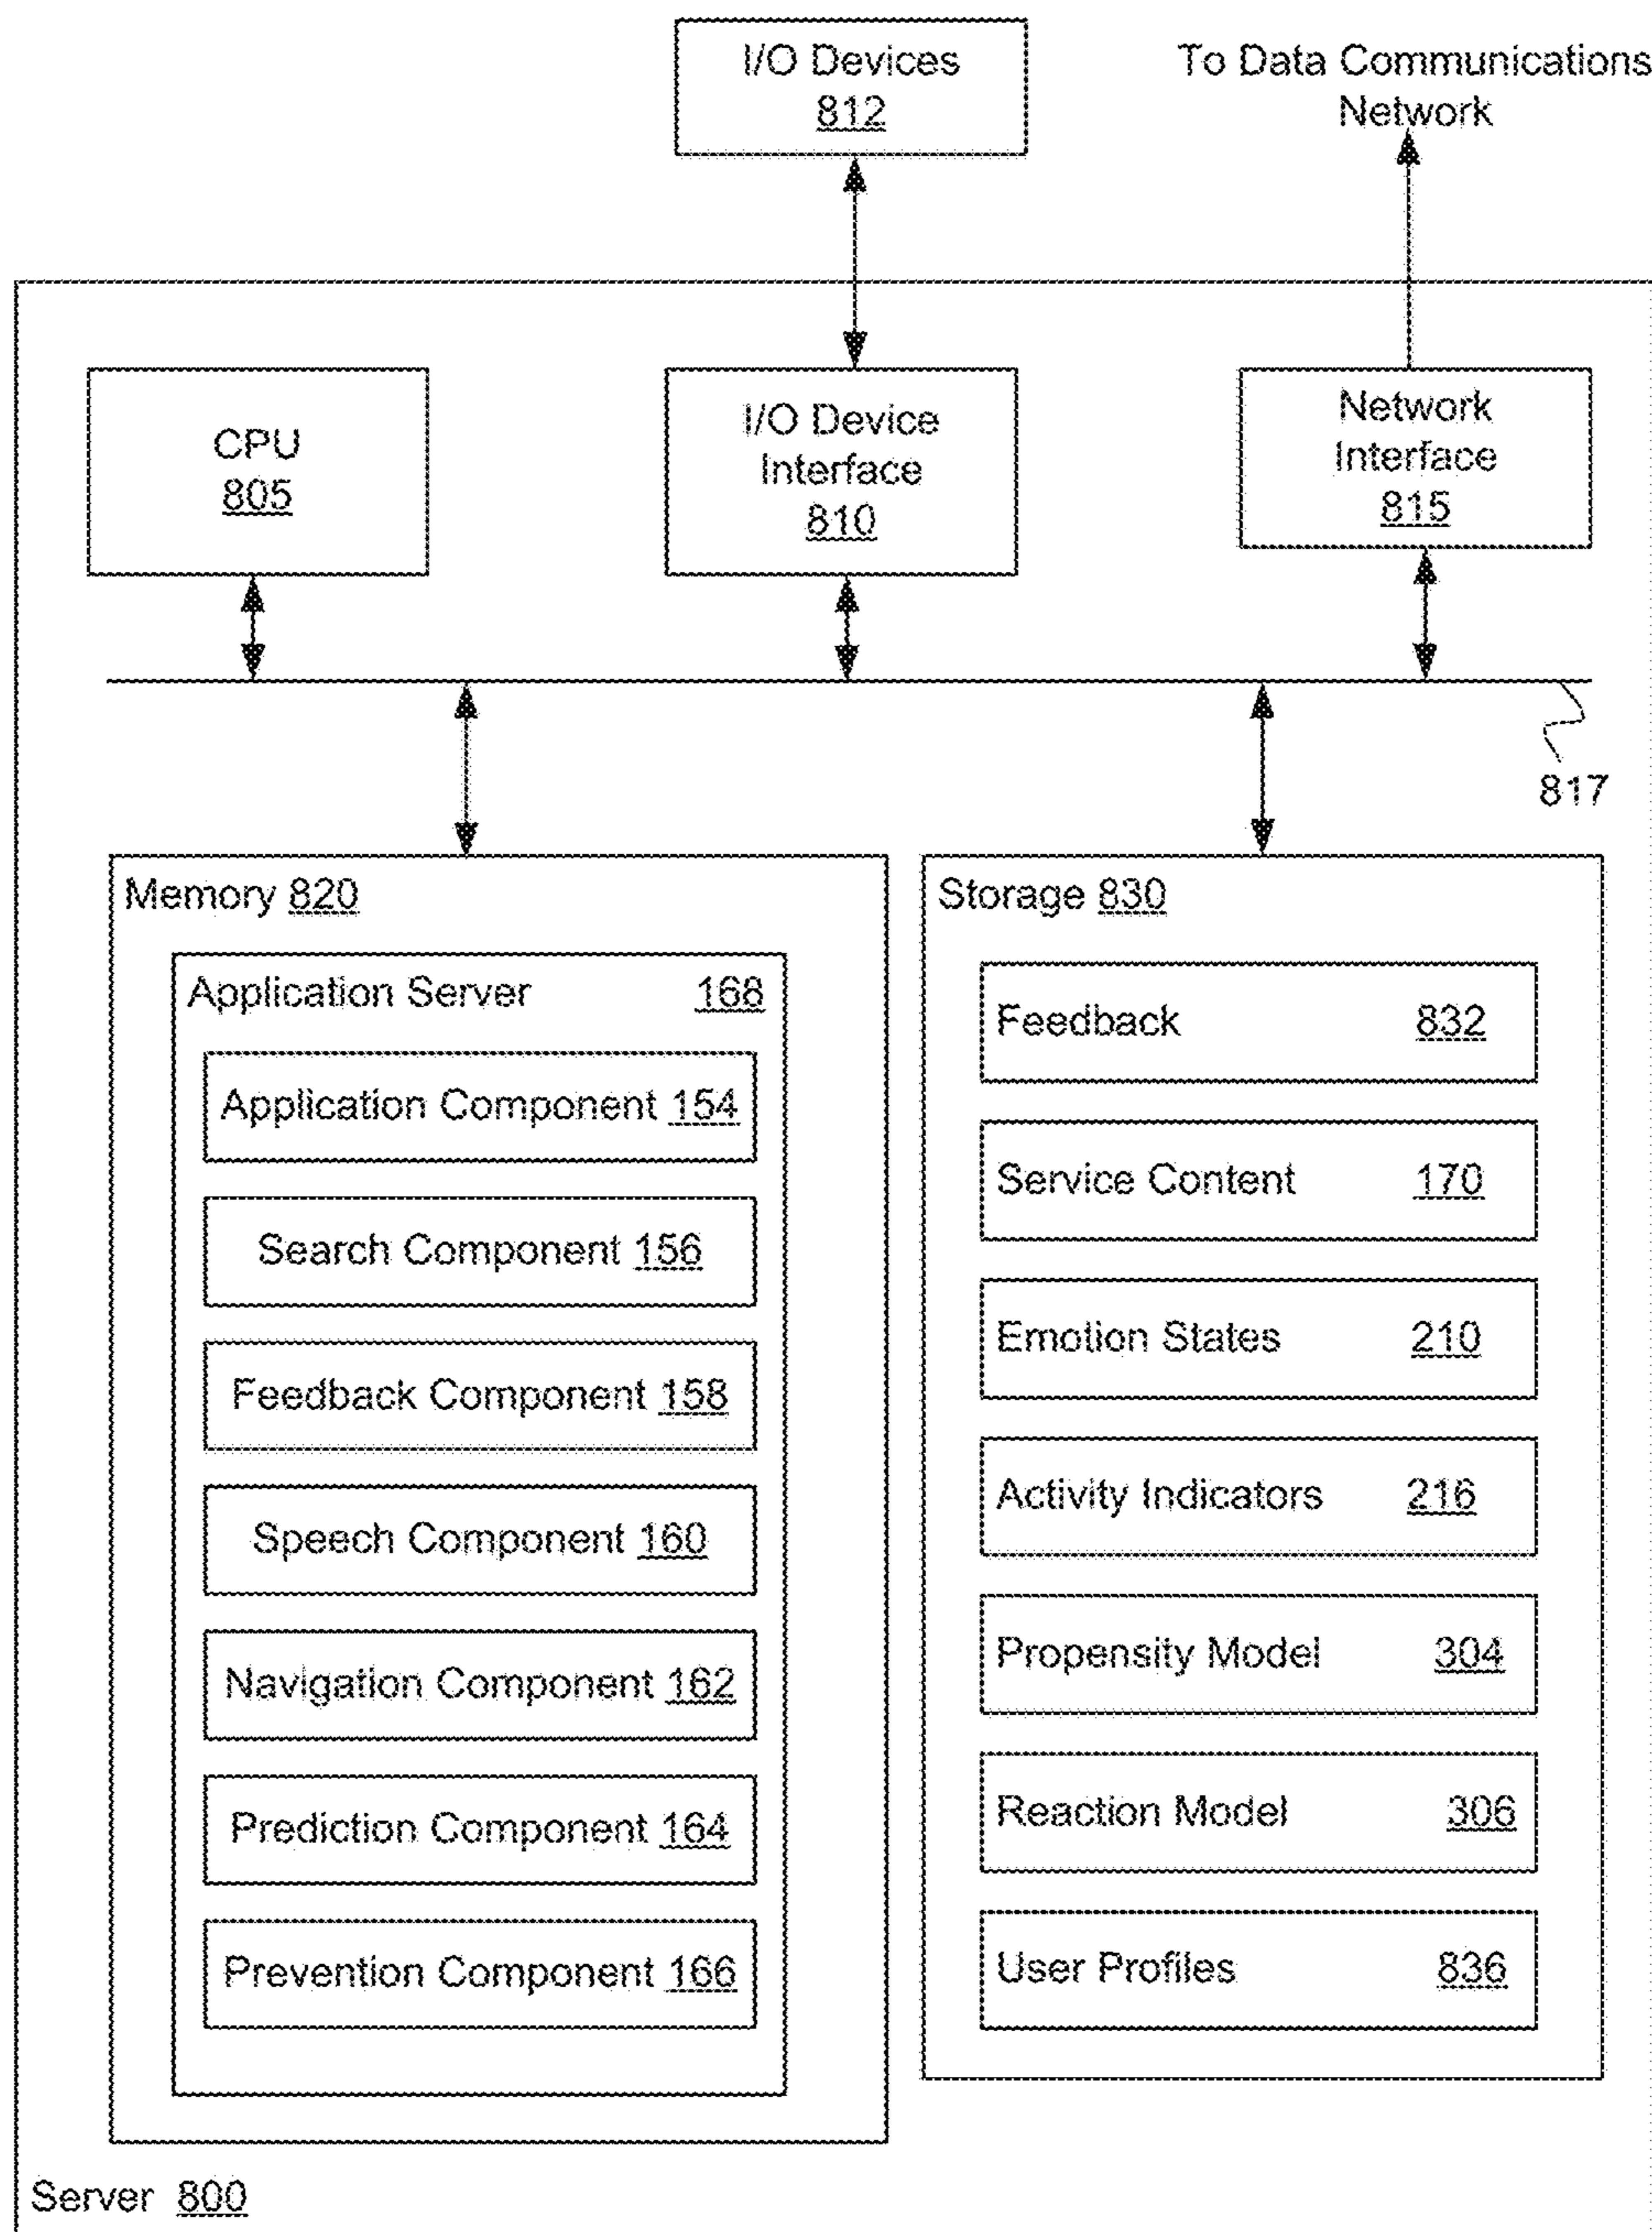 I/O Devices
812
To Data Communications
Network
CPU
805
I/O Device
Interface
810
Network
Interface
815
817
Memory 820
Application Server 168
Application Component 154
Search Component 156
Feedback Component 158
Speech Component 160
Navigation Component 162
Prediction Component 164
Prevention Component 166
Storage 830
Feedback 832
Service Content 170
Emotion States 210
Activity Indicators 216
Propensity Model 304
Reaction Model 306
User Profiles 836
Server 800